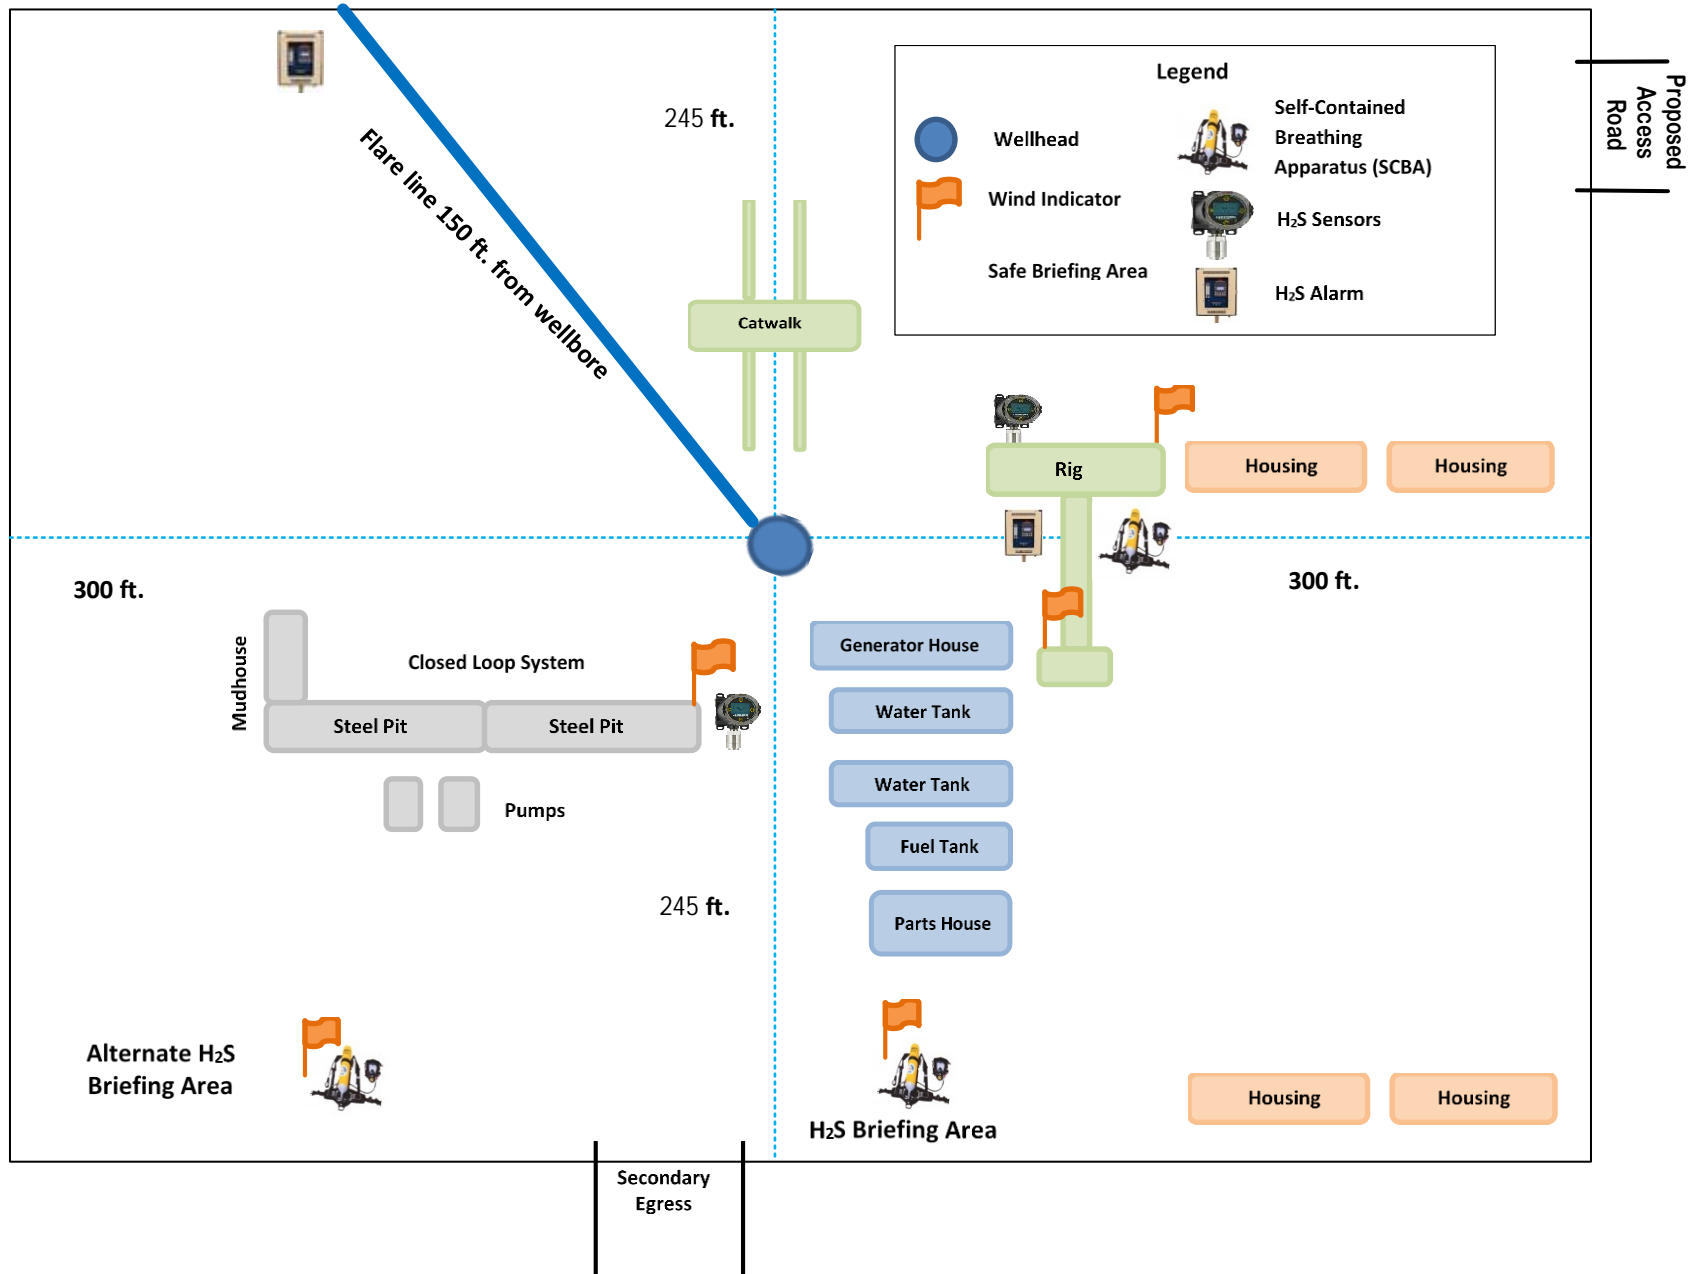 245 ft.
Flare line 150 ft. from wellbore
Legend
Wellhead
Wind Indicator
Safe Briefing Area
Self-Contained
Breathing
Apparatus (SCBA)
H2S Sensors
H2S Alarm
Proposed
Access
Road
Catwalk
Rig
Housing
Housing
300 ft.
300 ft.
Mudhouse
Closed Loop System
Steel Pit
Steel Pit
Pumps
Generator House
Water Tank
Water Tank
Fuel Tank
Parts House
245 ft.
Alternate H2S
Briefing Area
H2S Briefing Area
Housing
Housing
Secondary
Egress